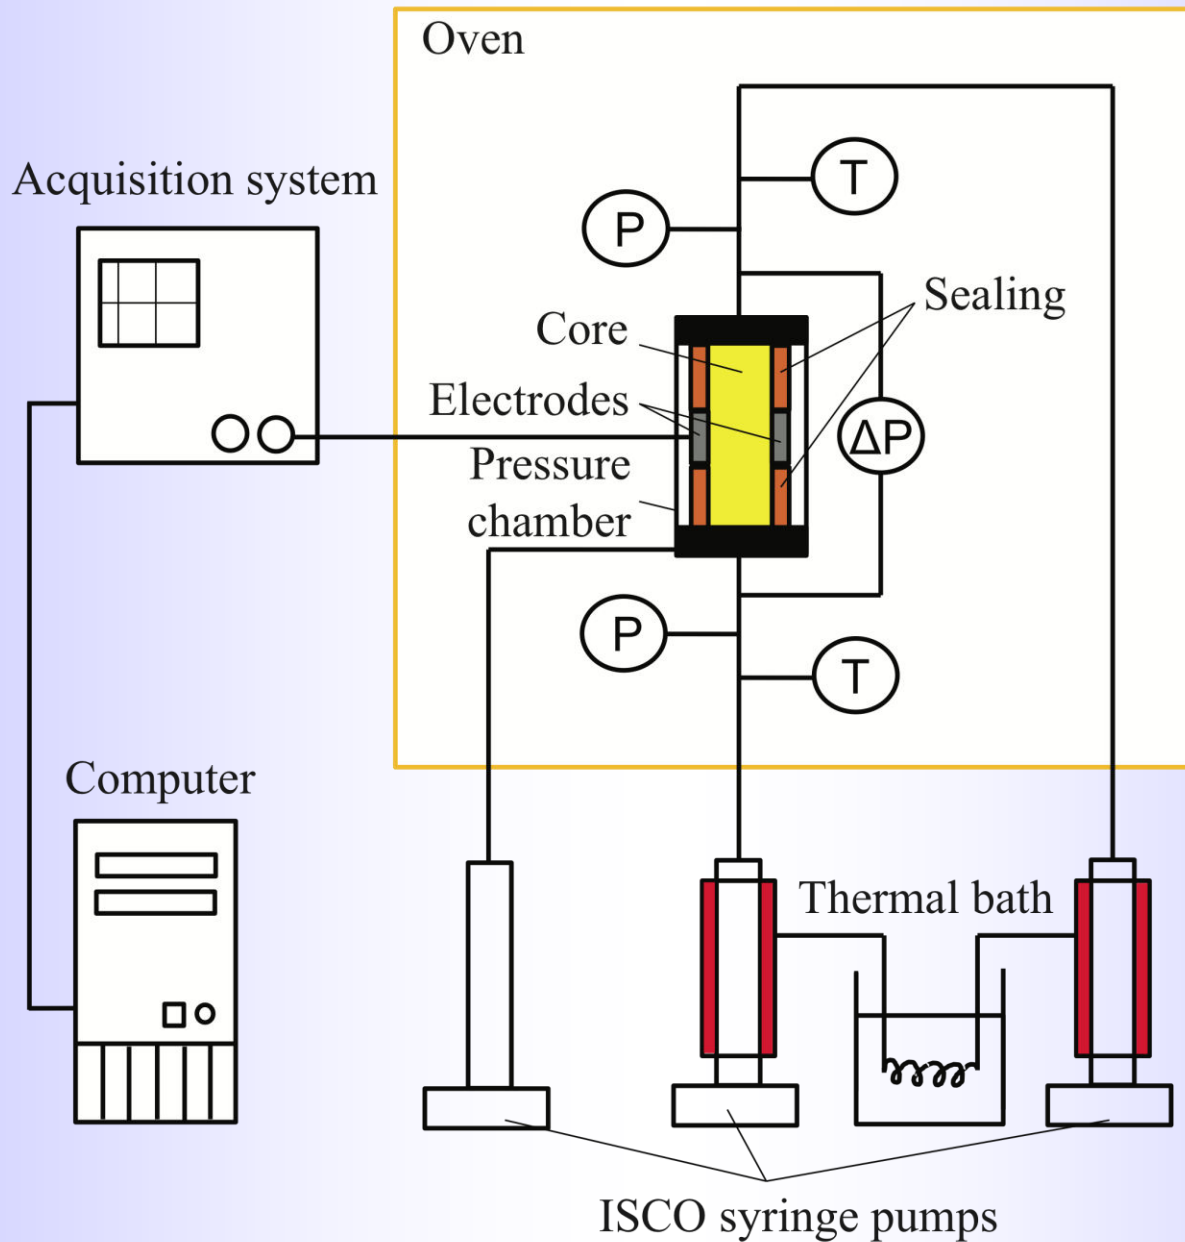 Oven
Acquisition system
T
P
Sealing
Core
Electrodes
ΔP
Pressure
chamber
P
T
Computer
Thermal bath
ISCO syringe pumps